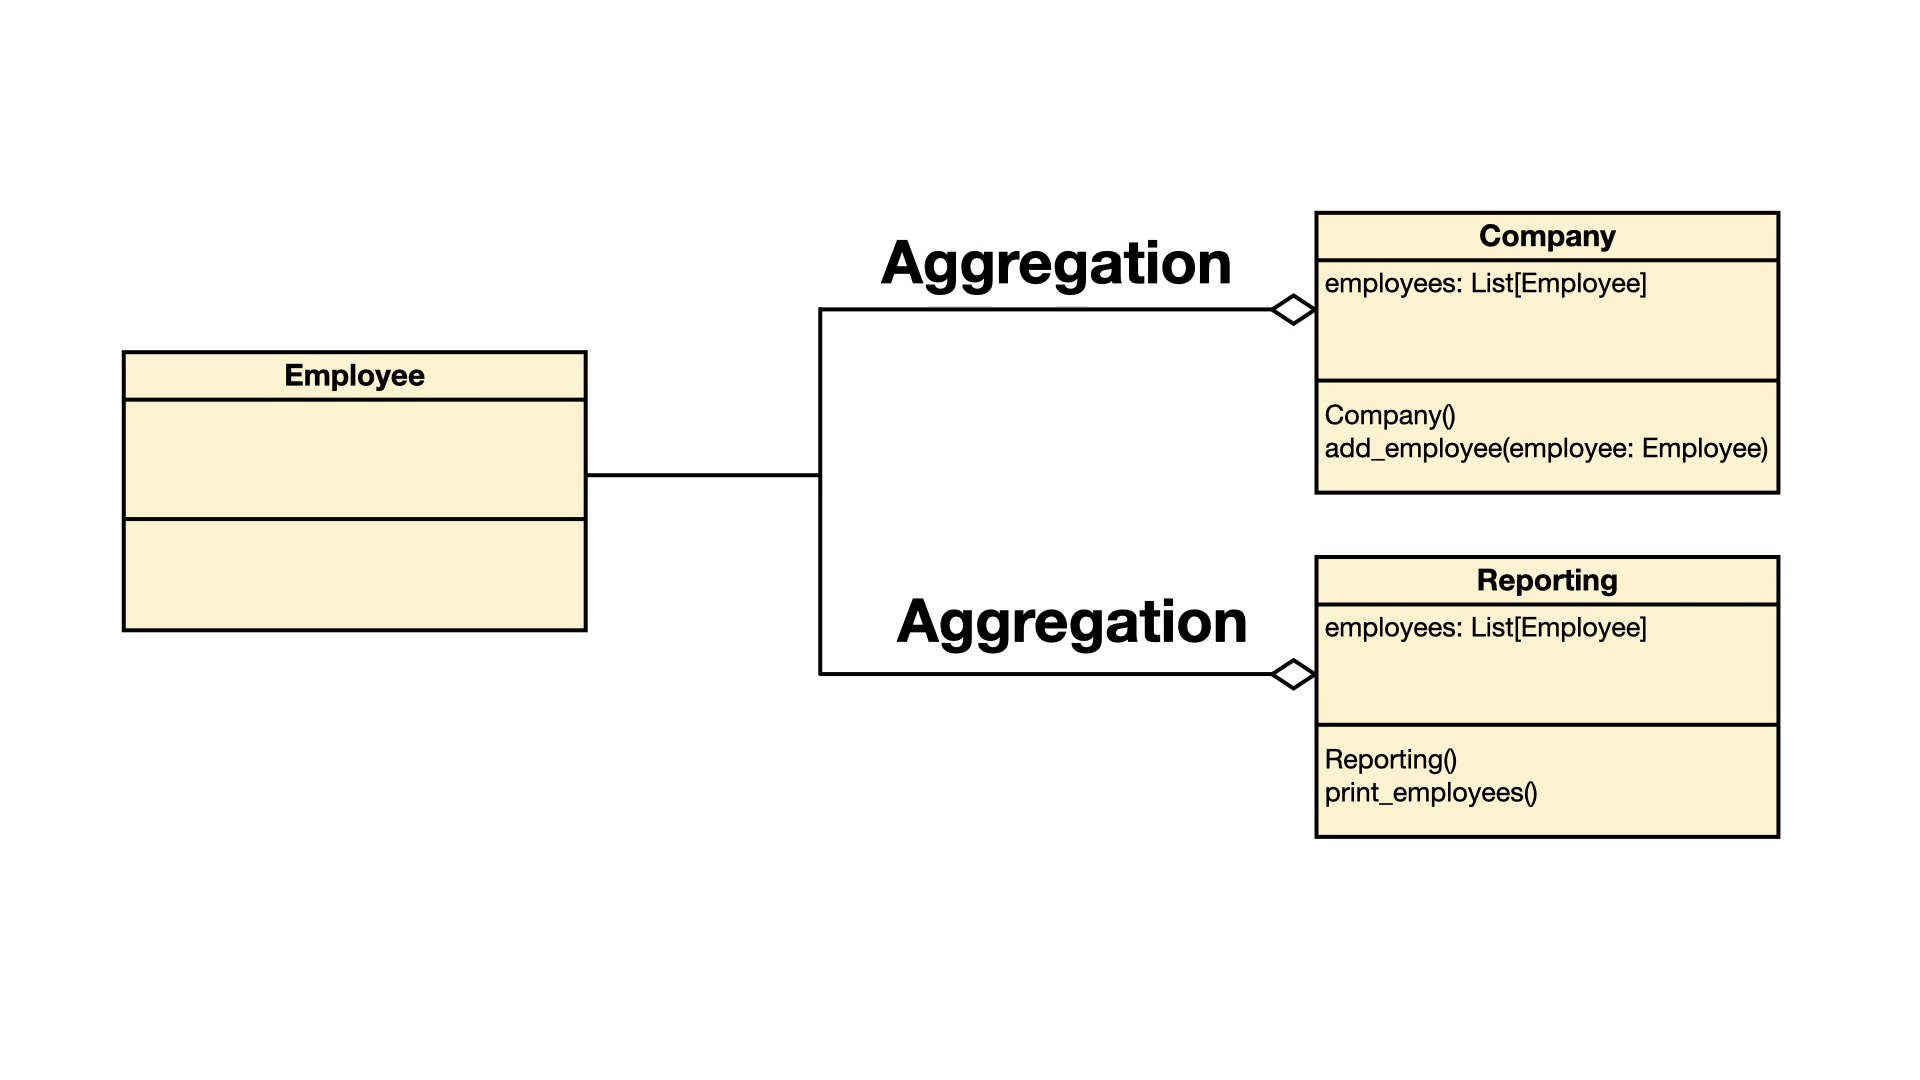 Employee
Aggregation
Aggregation
Company
employees: List[Employee]
Company()
add_employee(employee: Employee)
Reporting
employees: List[Employee]
Reporting()
print_employees()